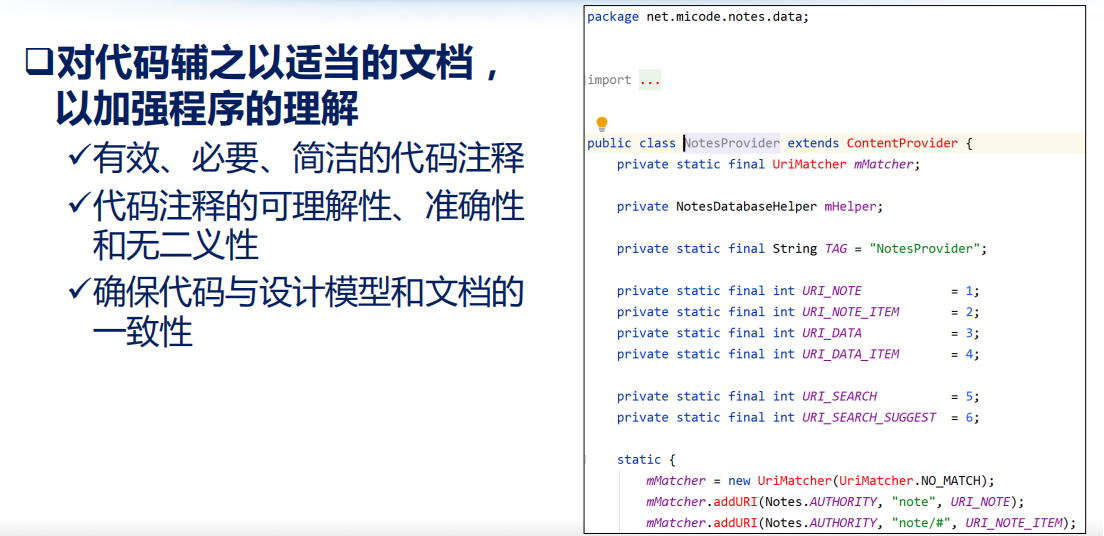 ❑对代码辅之以适当的文档，
以加强程序的理解
✓有效、必要、简洁的代码注释
✓代码注释的可理解性、准确性
和无二义性
✓确保代码与设计模型和文档的
一致性
package net.micode.notes.data;
import ...
public class NotesProvider extends ContentProvider {
private static final UriMatcher mMatcher;
private NotesDatabaseHelper mHelper;
private static final String TAG = "NotesProvider";
private static final int URI_NOTE = 1;
private static final int URI_NOTE_ITEM = 2;
private static final int URI_DATA = 3;
private static final int URI_DATA_ITEM = 4;
private static final int URI_SEARCH = 5;
private static final int URI_SEARCH_SUGGEST = 6;
static {
mMatcher = new UriMatcher(UriMatcher.NO_MATCH);
mMatcher.addURI(Notes.AUTHORITY, "note", URI_NOTE);
mMatcher.addURI(Notes.AUTHORITY, "note/#", URI_NOTE_ITEM);